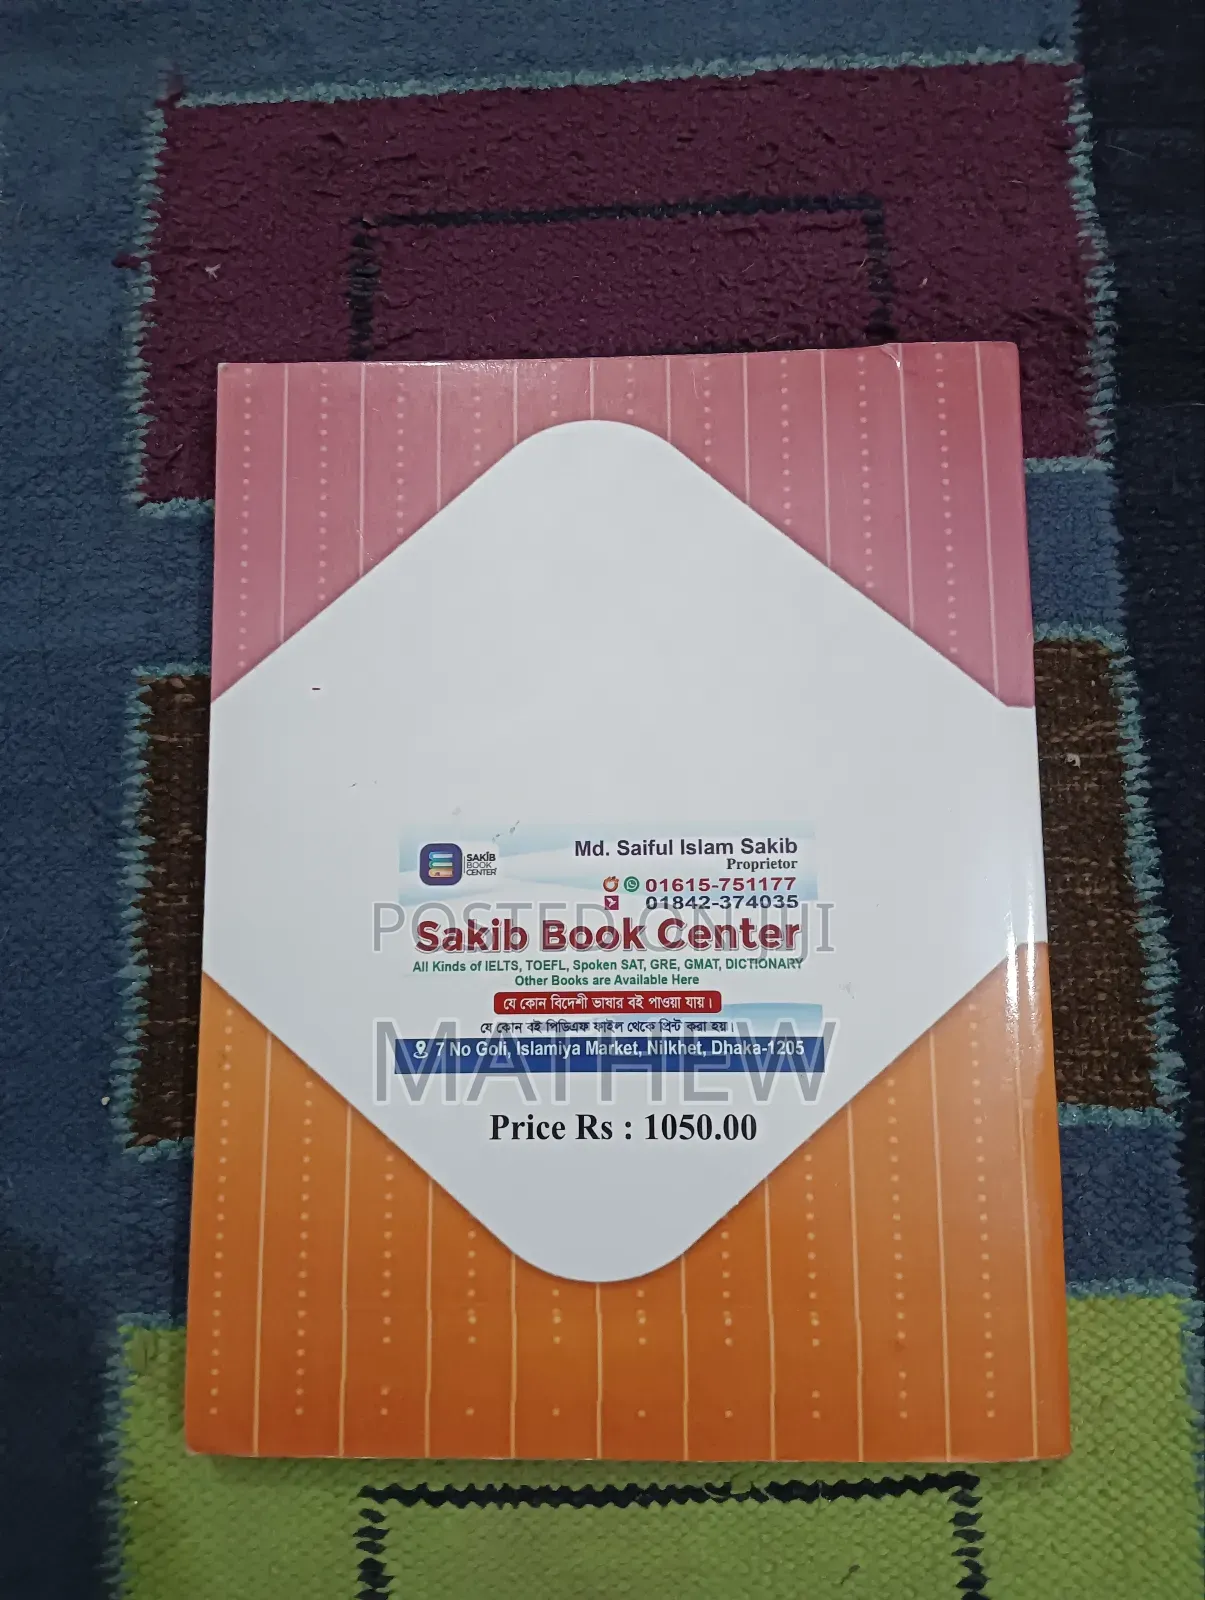 SAKIB
BOOK
CENTER
Md. Saiful Islam Sakib
Proprietor
01615-751177
01842-374035
Sakib Book Center
POSTED ON JIJI
All Kinds of IELTS, TOEFL, Spoken SAT, GRE, GMAT, DICTIONARY
Other Books are Available Here
যে কোন বিদেশী ভাষার বই পাওয়া যায়।
যে কোন বই পিডিএফ ফাইল থেকে প্রিন্ট করা হয়।
7 No Goli, Islamiya Market, Nilkhet, Dhaka-1205
MATHEW
Price Rs : 1050.00